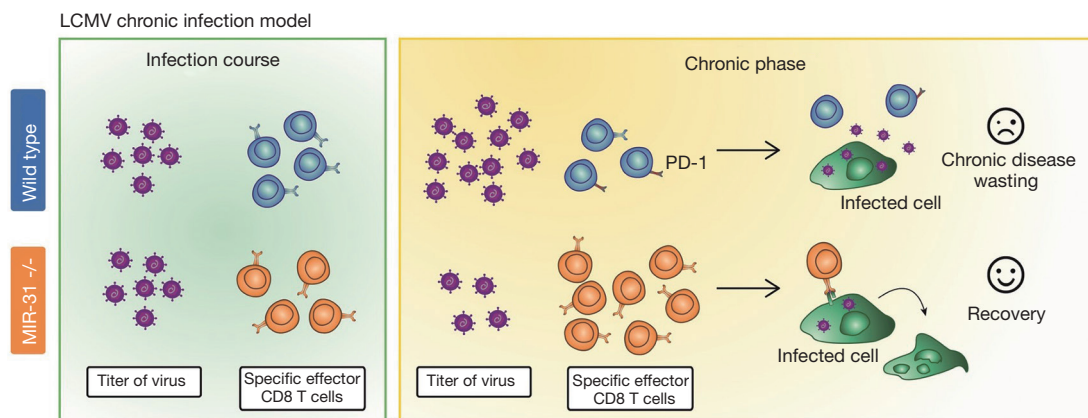 LCMV chronic infection model
Infection course
Chronic phase
Wild type
PD-1
Infected cell
Chronic disease
wasting
MIR-31 -/-
Infected cell
Recovery
Titer of virus
Specific effector
CD8 T cells
Titer of virus
Specific effector
CD8 T cells